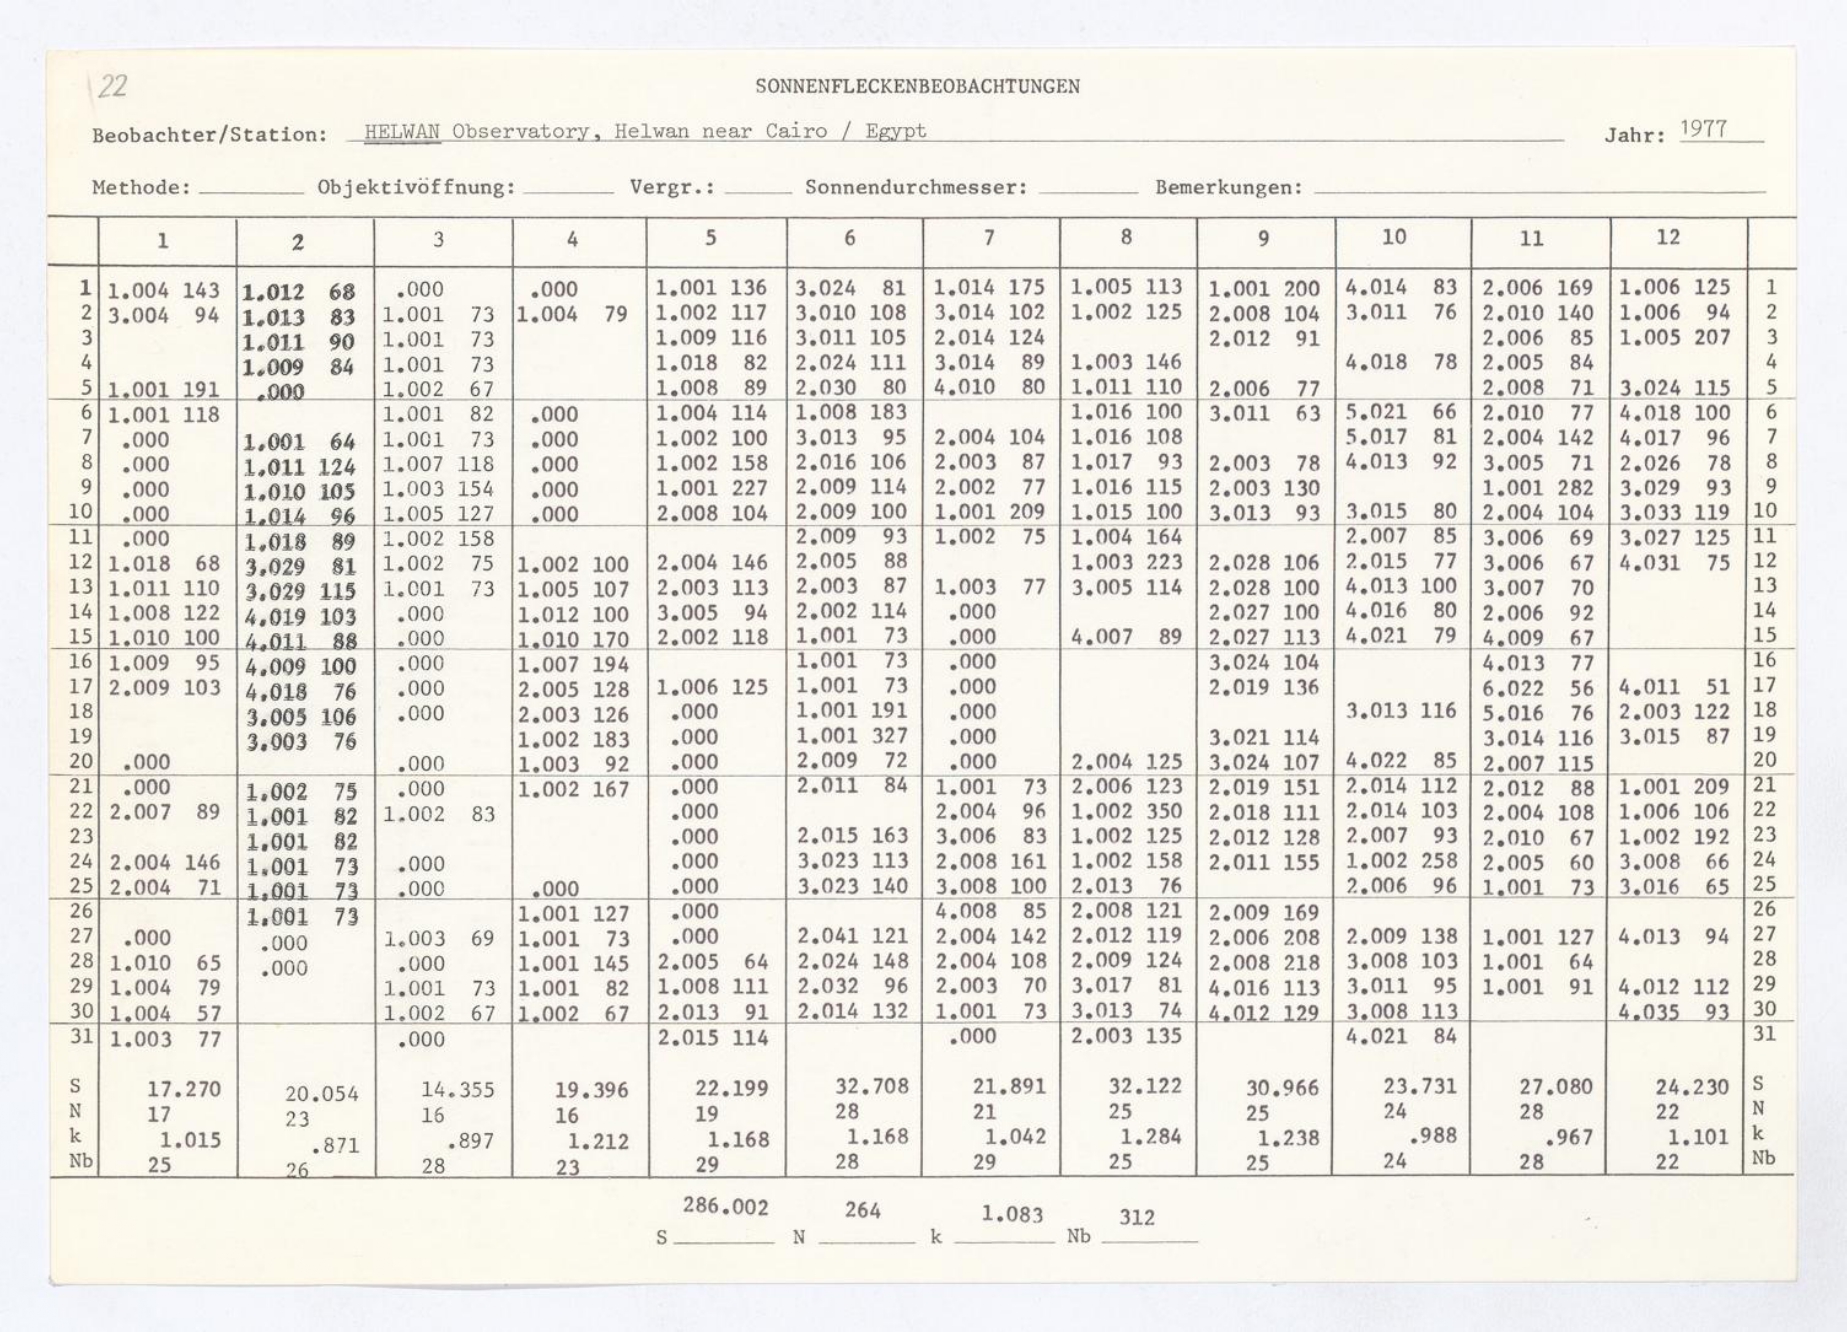 22
SONNENFLECKENBEOBACHTUNGEN
Beobachter/Station: HELWAN Observatory, Helwan near Cairo / Egypt Jahr: 1977
Methode: Objektivöffnung: Vergr.: Sonnendurchmesser: Bemerkungen:
1 2 3 4 5 6 7 8 9 10 11 12
1 1.004 143 1.012 68 .000 .000 1.001 136 3.024 81 1.014 175 1.005 113 1.001 200 4.014 83 2.006 169 1.006 125 1
2 3.004 94 1.013 83 1.001 73 1.004 79 1.002 117 3.010 108 3.014 102 1.002 125 2.008 104 3.011 76 2.010 140 1.006 94 2
3 1.011 90 1.001 73 1.009 116 3.011 105 2.014 124 2.012 91 2.006 85 1.005 207 3
4 1.009 84 1.001 73 1.018 82 2.024 111 3.014 89 1.003 146 4.018 78 2.005 84 4
5 1.001 191 .000 1.002 67 1.008 89 2.030 80 4.010 80 1.011 110 2.006 77 2.008 71 3.024 115 5
6 1.001 118 1.001 82 .000 1.004 114 1.008 183 1.016 100 3.011 63 5.021 66 2.010 77 4.018 100 6
7 .000 1.001 64 1.001 73 .000 1.002 100 3.013 95 2.004 104 1.016 108 5.017 81 2.004 142 4.017 96 7
8 .000 1.011 124 1.007 118 .000 1.002 158 2.016 106 2.003 87 1.017 93 2.003 78 4.013 92 3.005 71 2.026 78 8
9 .000 1.010 105 1.003 154 .000 1.001 227 2.009 114 2.002 77 1.016 115 2.003 130 1.001 282 3.029 93 9
10 .000 1.014 96 1.005 127 .000 2.008 104 2.009 100 1.001 209 1.015 100 3.013 93 3.015 80 2.004 104 3.033 119 10
11 .000 1.018 89 1.002 158 2.009 93 1.002 75 1.004 164 2.007 85 3.006 69 3.027 125 11
12 1.018 68 3.029 81 1.002 75 1.002 100 2.004 146 2.005 88 1.003 223 2.028 106 2.015 77 3.006 67 4.031 75 12
13 1.011 110 3.029 115 1.001 73 1.005 107 2.003 113 2.003 87 1.003 77 3.005 114 2.028 100 4.013 100 3.007 70 13
14 1.008 122 4.019 103 .000 1.012 100 3.005 94 2.002 114 .000 2.027 100 4.016 80 2.006 92 14
15 1.010 100 4.011 88 .000 1.010 170 2.002 118 1.001 73 .000 4.007 89 2.027 113 4.021 79 4.009 67 15
16 1.009 95 4.009 100 .000 1.007 194 1.001 73 .000 3.024 104 4.013 77 16
17 2.009 103 4.018 76 .000 2.005 128 1.006 125 1.001 73 .000 2.019 136 6.022 56 4.011 51 17
18 3.005 106 .000 2.003 126 .000 1.001 191 .000 3.013 116 5.016 76 2.003 122 18
19 3.003 76 1.002 183 .000 1.001 327 .000 3.021 114 3.014 116 3.015 87 19
20 .000 .000 1.003 92 .000 2.009 72 .000 2.004 125 3.024 107 4.022 85 2.007 115 20
21 .000 1.002 75 .000 1.002 167 .000 2.011 84 1.001 73 2.006 123 2.019 151 2.014 112 2.012 88 1.001 209 21
22 2.007 89 1.001 82 1.002 83 .000 2.004 96 1.002 350 2.018 111 2.014 103 2.004 108 1.006 106 22
23 1.001 82 .000 2.015 163 3.006 83 1.002 125 2.012 128 2.007 93 2.010 67 1.002 192 23
24 2.004 146 1.001 73 .000 .000 3.023 113 2.008 161 1.002 158 2.011 155 1.002 258 2.005 60 3.008 66 24
25 2.004 71 1.001 73 .000 .000 .000 3.023 140 3.008 100 2.013 76 2.006 96 1.001 73 3.016 65 25
26 1.001 73 1.001 127 .000 4.008 85 2.008 121 2.009 169 26
27 .000 .000 1.003 69 1.001 73 .000 2.041 121 2.004 142 2.012 119 2.006 208 2.009 138 1.001 127 4.013 94 27
28 1.010 65 .000 .000 1.001 145 2.005 64 2.024 148 2.004 108 2.009 124 2.008 218 3.008 103 1.001 64 28
29 1.004 79 1.001 73 1.001 82 1.008 111 2.032 96 2.003 70 3.017 81 4.016 113 3.011 95 1.001 91 4.012 112 29
30 1.004 57 1.002 67 1.002 67 2.013 91 2.014 132 1.001 73 3.013 74 4.012 129 3.008 113 4.035 93 30
31 1.003 77 .000 2.015 114 .000 2.003 135 4.021 84 31
S 17.270 20.054 14.355 19.396 22.199 32.708 21.891 32.122 30.966 23.731 27.080 24.230 S
N 17 23 16 16 19 28 21 25 25 24 28 22 N
k 1.015 .871 .897 1.212 1.168 1.168 1.042 1.284 1.238 .988 .967 1.101 k
Nb 25 26 28 23 29 28 29 25 25 24 28 22 Nb
286.002 264 1.083 312
S N k Nb